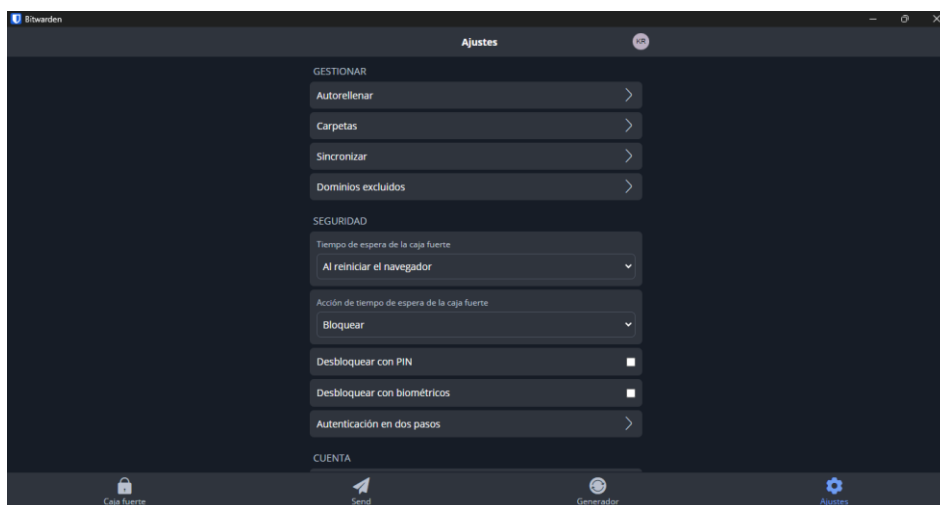 Bitwarden
Ajustes
GESTIONAR
Autorellenar
Carpetas
Sincronizar
Dominios excluidos
SEGURIDAD
Tiempo de espera de la caja fuerte
Al reiniciar el navegador
Acción de tiempo de espera de la caja fuerte
Bloquear
Desbloquear con PIN
Desbloquear con biométricos
Autenticación en dos pasos
CUENTA
Caja fuerte
Send
Generador
Ajustes